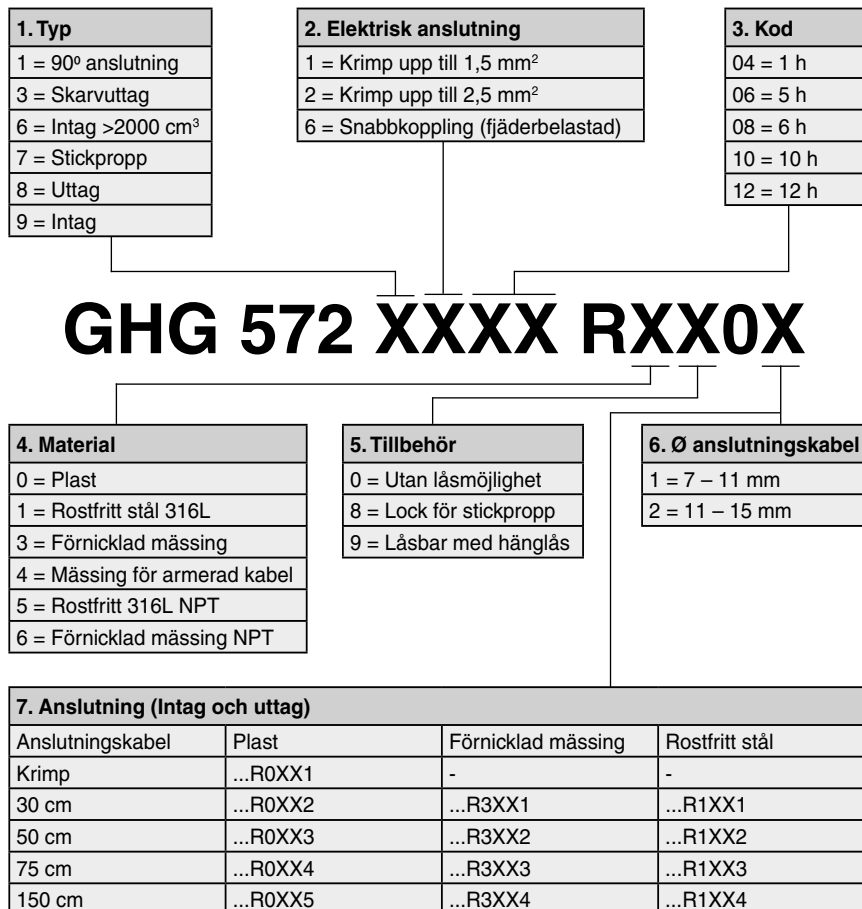 1. Typ
1 = 90º anslutning
3 = Skarvuttag
6 = Intag >2000 cm³
7 = Stickpropp
8 = Uttag
9 = Intag
2. Elektrisk anslutning
1 = Krimp upp till 1,5 mm²
2 = Krimp upp till 2,5 mm²
6 = Snabbkoppling (fjäderbelastad)
3. Kod
04 = 1 h
06 = 5 h
08 = 6 h
10 = 10 h
12 = 12 h
GHG 572 XXXX RXX0X
4. Material
0 = Plast
1 = Rostfritt stål 316L
3 = Förnicklad mässing
4 = Mässing för armerad kabel
5 = Rostfritt 316L NPT
6 = Förnicklad mässing NPT
5. Tillbehör
0 = Utan låsmöjlighet
8 = Lock för stickpropp
9 = Låsbar med hänglås
6. Ø anslutningskabel
1 = 7 – 11 mm
2 = 11 – 15 mm
7. Anslutning (Intag och uttag)
Anslutningskabel Plast Förnicklad mässing Rostfritt stål
Krimp ...R0XX1 - -
30 cm ...R0XX2 ...R3XX1 ...R1XX1
50 cm ...R0XX3 ...R3XX2 ...R1XX2
75 cm ...R0XX4 ...R3XX3 ...R1XX3
150 cm ...R0XX5 ...R3XX4 ...R1XX4